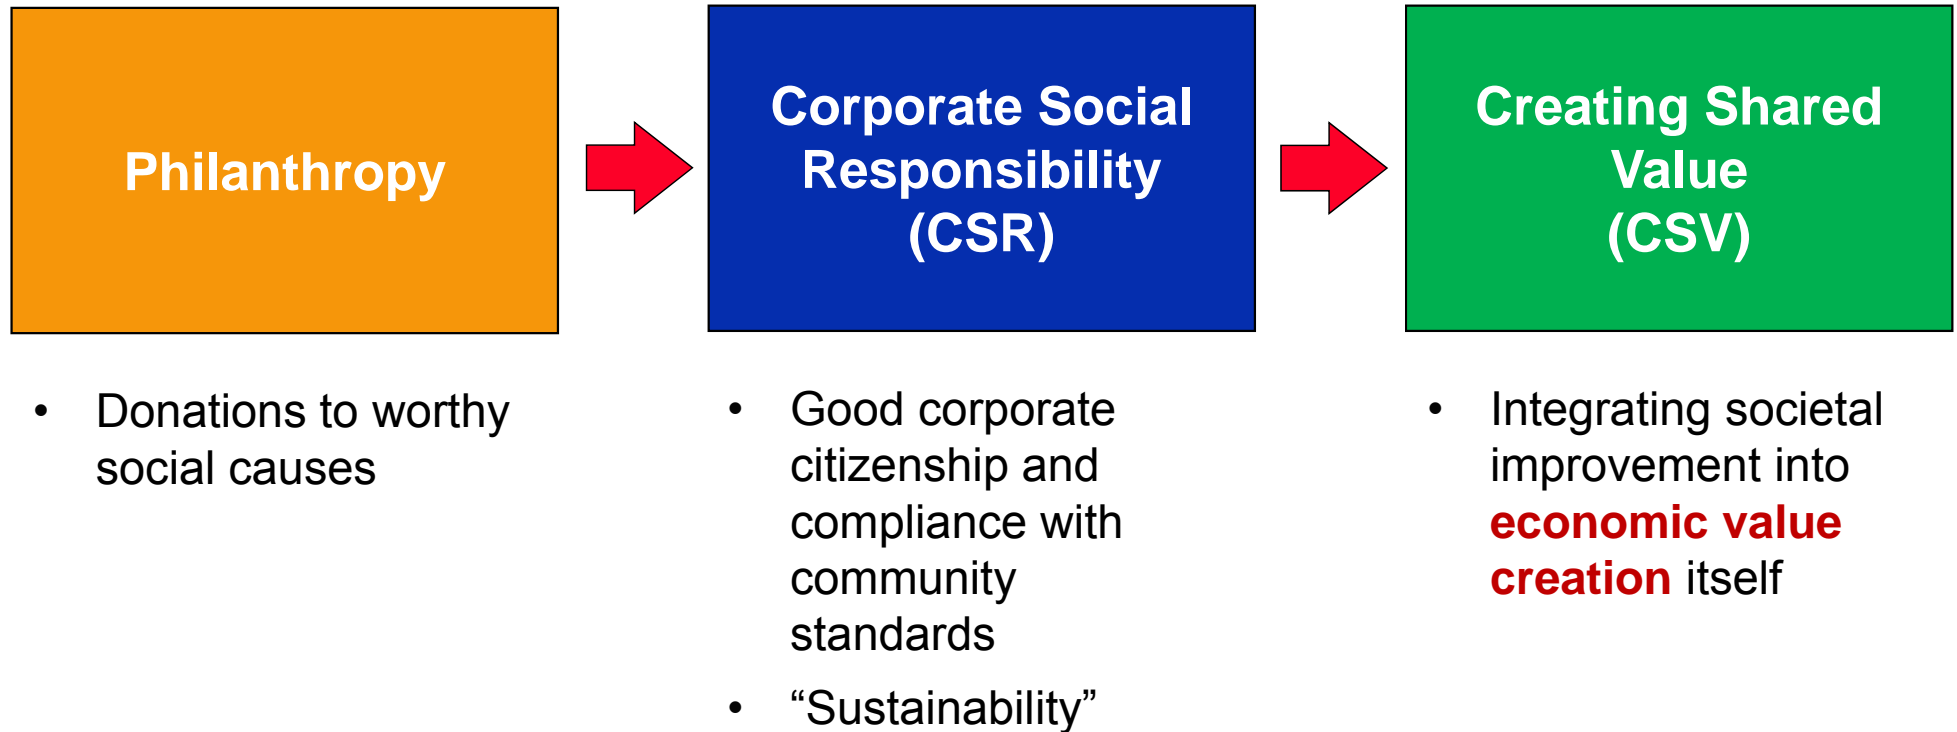 Philanthropy
Corporate Social
Responsibility
(CSR)
Creating Shared
Value
(CSV)
• Donations to worthy
social causes
• Good corporate
citizenship and
compliance with
community
standards
• “Sustainability”
• Integrating societal
improvement into
economic value
creation itself